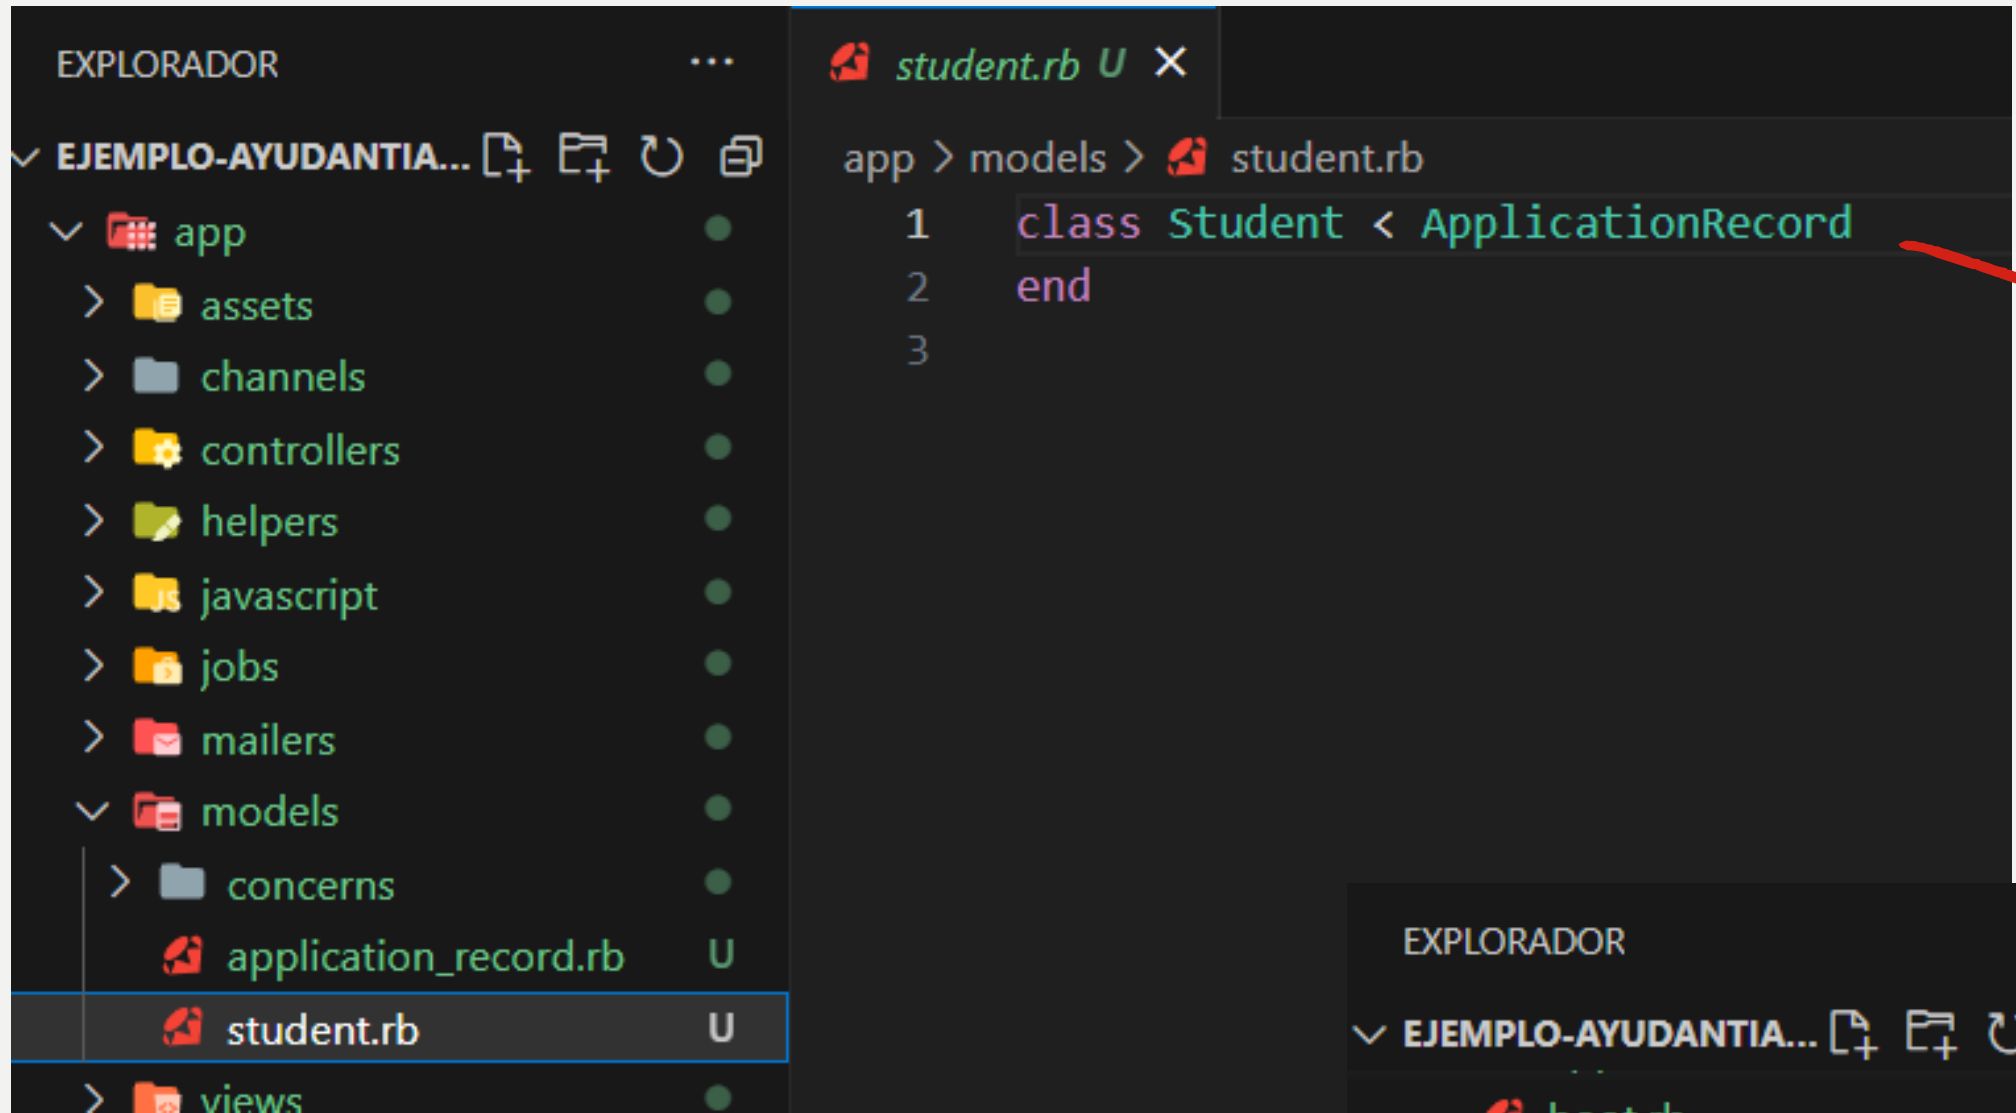 EXPLORADOR
EJEMPLO-AYUDANTIA...
app
assets
channels
controllers
helpers
javascript
jobs
mailers
models
concerns
application_record.rb U
student.rb U
views
student.rb U
app > models > student.rb
1 class Student < ApplicationRecord
2 end
3
EXPLORADOR
EJEMPLO-AYUDANTIA...